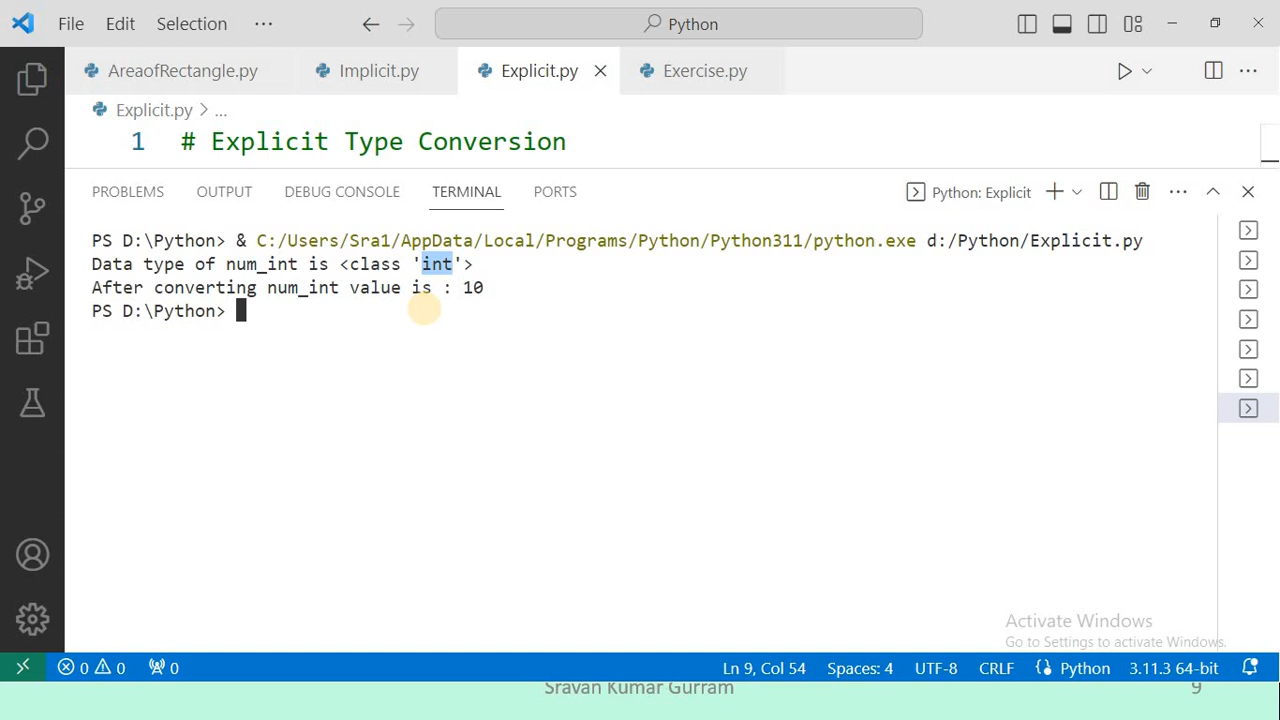 File Edit Selection ··· Python
AreaofRectangle.py Implicit.py Explicit.py Exercise.py
Explicit.py > ...
1 # Explicit Type Conversion
PROBLEMS OUTPUT DEBUG CONSOLE TERMINAL PORTS Python: Explicit
PS D:\Python> & C:/Users/Sra1/AppData/Local/Programs/Python/Python311/python.exe d:/Python/Explicit.py
Data type of num_int is <class 'int'>
After converting num_int value is : 10
PS D:\Python>
Activate Windows
Go to Settings to activate Windows.
0 0 0 Ln 9, Col 54 Spaces: 4 UTF-8 CRLF Python 3.11.3 64-bit
Sravan Kumar Gurram 9